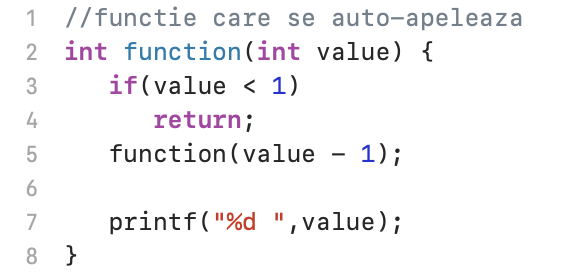 1 //functie care se auto-apeleaza
2 int function(int value) {
3    if(value < 1)
4       return;
5    function(value - 1);
6
7    printf("%d ",value);
8 }